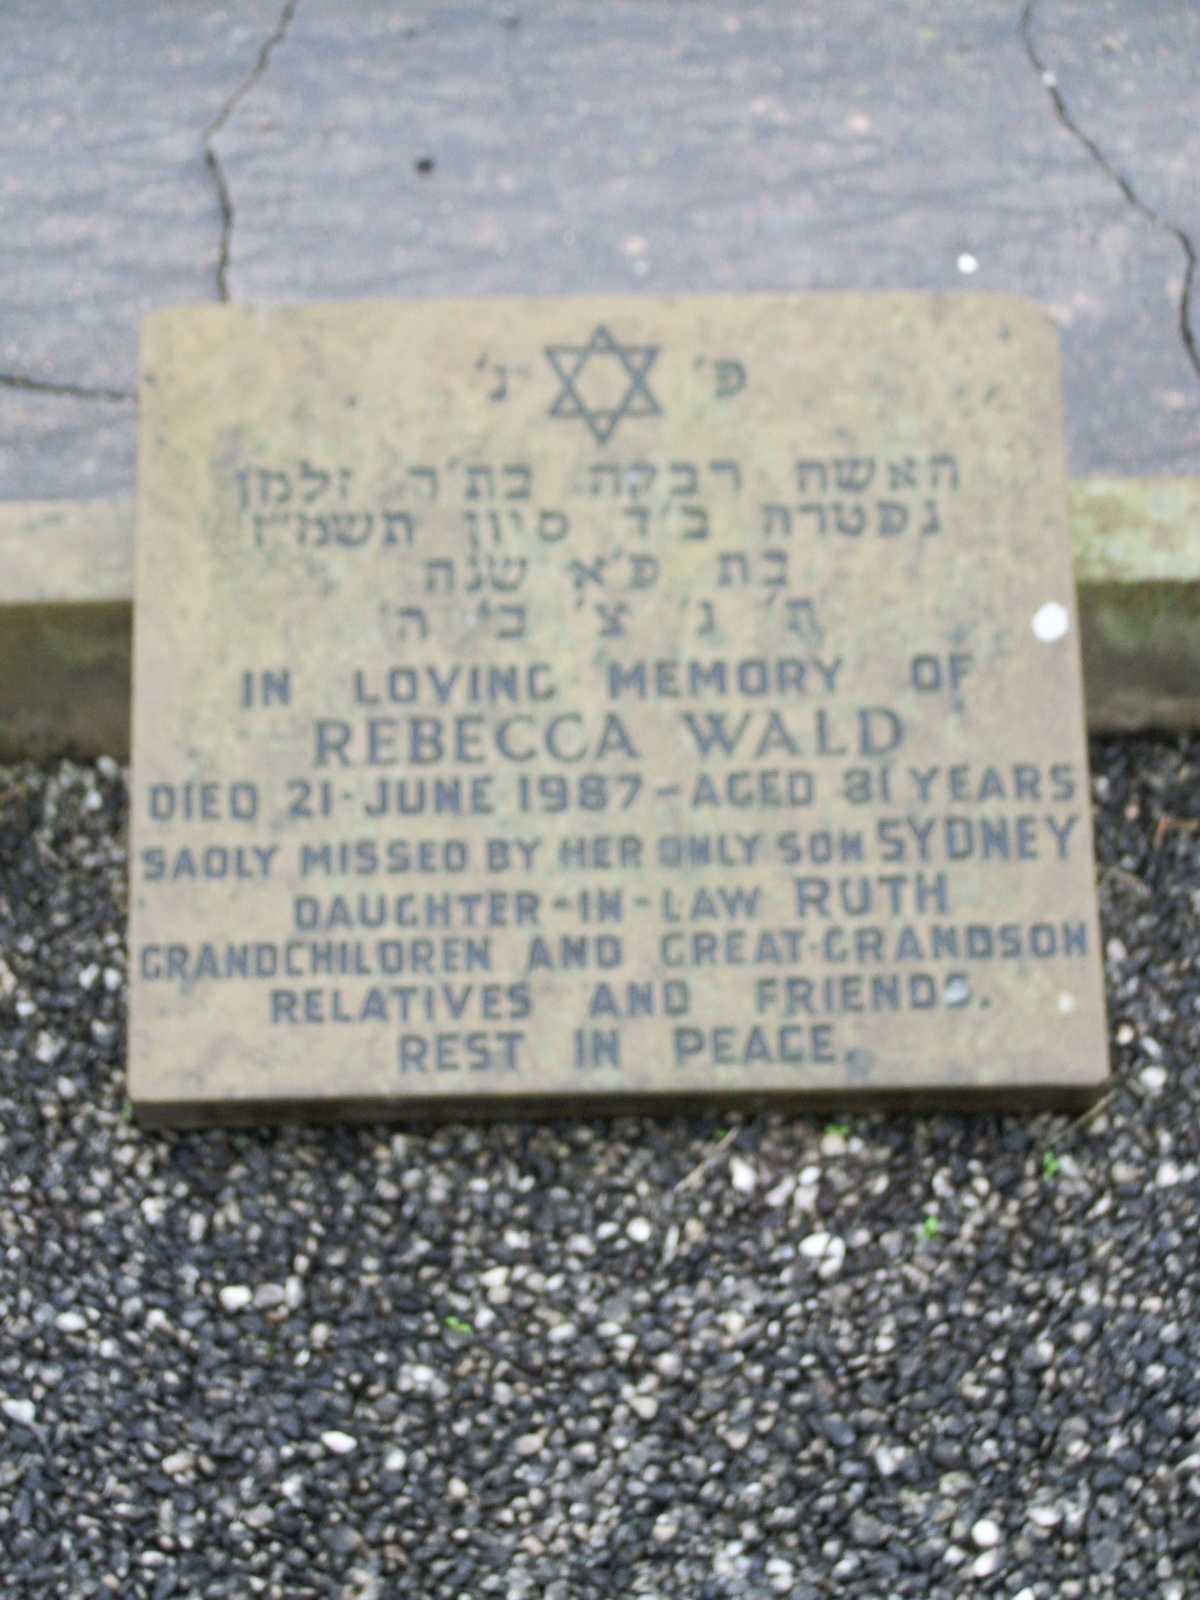 פ' נ'
האשה רבקה בת ר' זלמן
נפטרה כ"ד סיון תשמ"ז
בת פ"א שנה
ת' נ' צ' ב' ה'
IN LOVING MEMORY OF
REBECCA WALD
DIED 21·JUNE 1987-AGED 81 YEARS
SADLY MISSED BY HER ONLY SON SYDNEY
DAUGHTER-IN-LAW RUTH
GRANDCHILDREN AND GREAT-GRANDSON
RELATIVES AND FRIENDS.
REST IN PEACE.